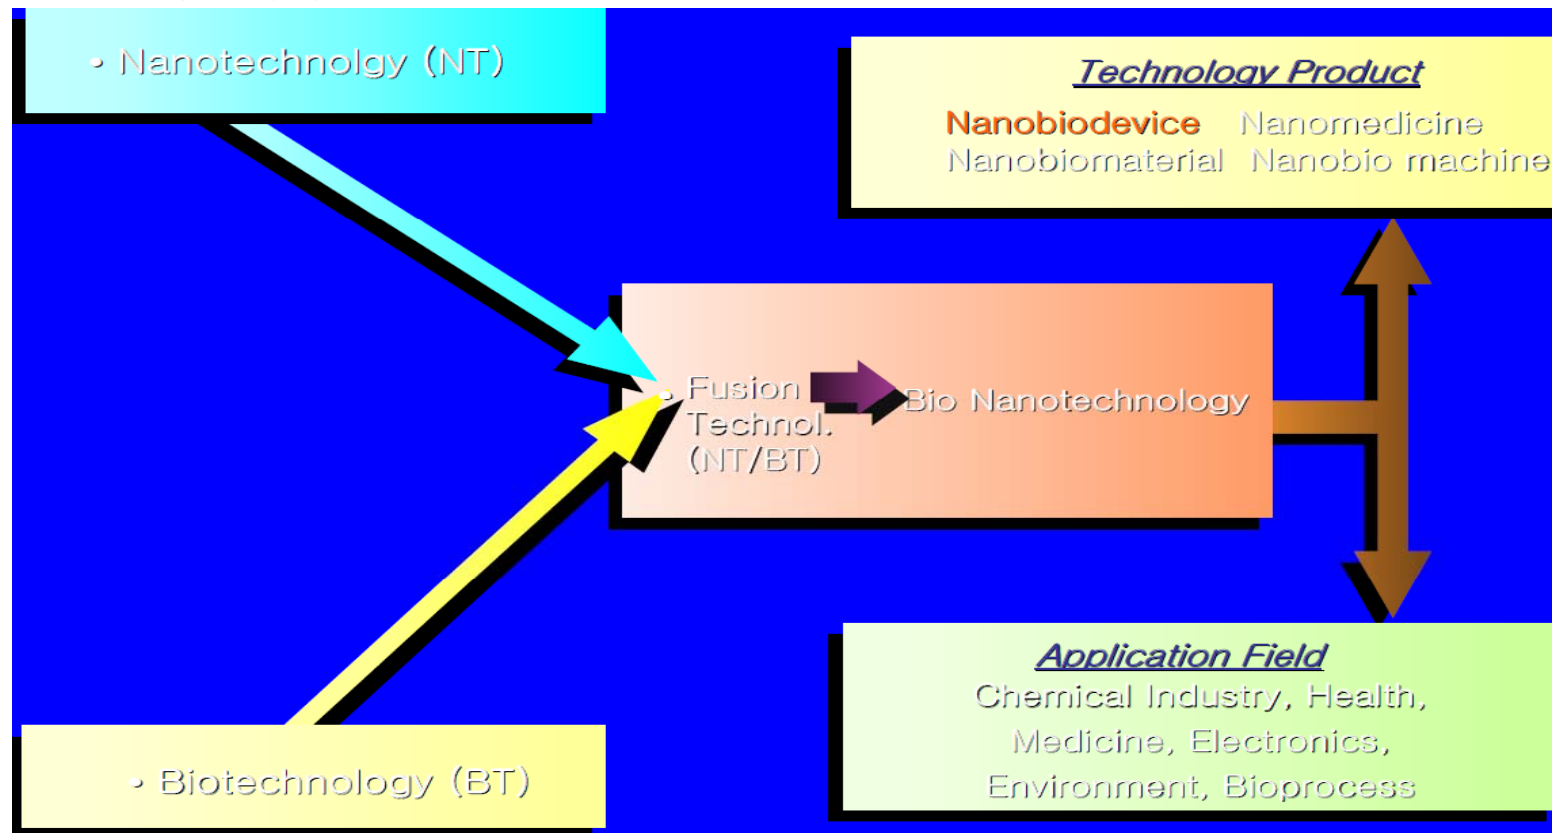 • Nanotechnolgy (NT)
Technology Product
Nanobiodevice Nanomedicine
Nanobiomaterial Nanobio machine
• Fusion
Technol.
(NT/BT)
Bio Nanotechnology
Application Field
Chemical Industry, Health,
Medicine, Electronics,
Environment, Bioprocess
• Biotechnology (BT)